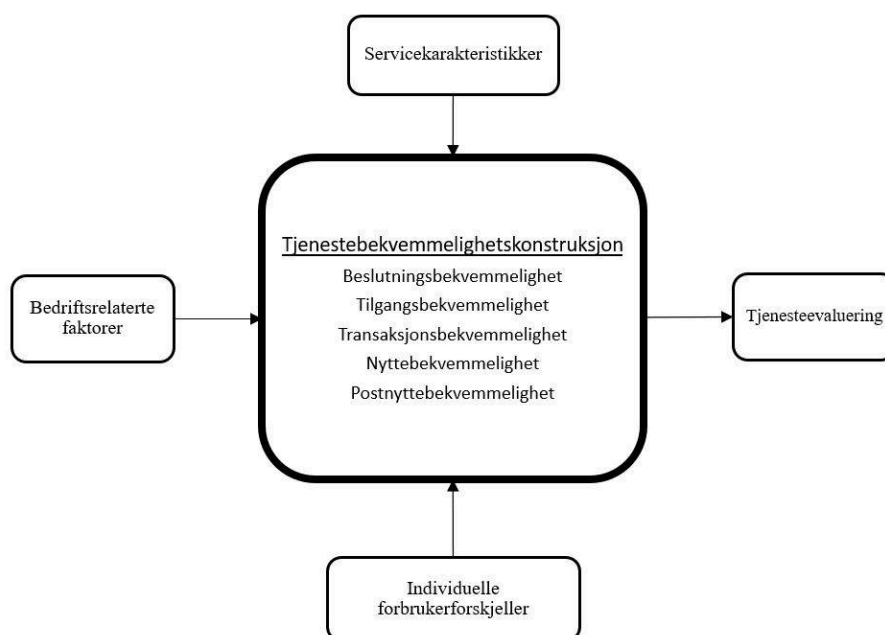 Servicekarakteristikker
Tjenestebekvemmelighetskonstruksjon
Beslutningsbekvemmelighet
Tilgangsbekvemmelighet
Transaksjonsbekvemmelighet
Nyttebekvemmelighet
Postnyttebekvemmelighet
Bedriftsrelaterte
faktorer
Tjenesteevaluering
Individuelle
forbrukerforskjeller